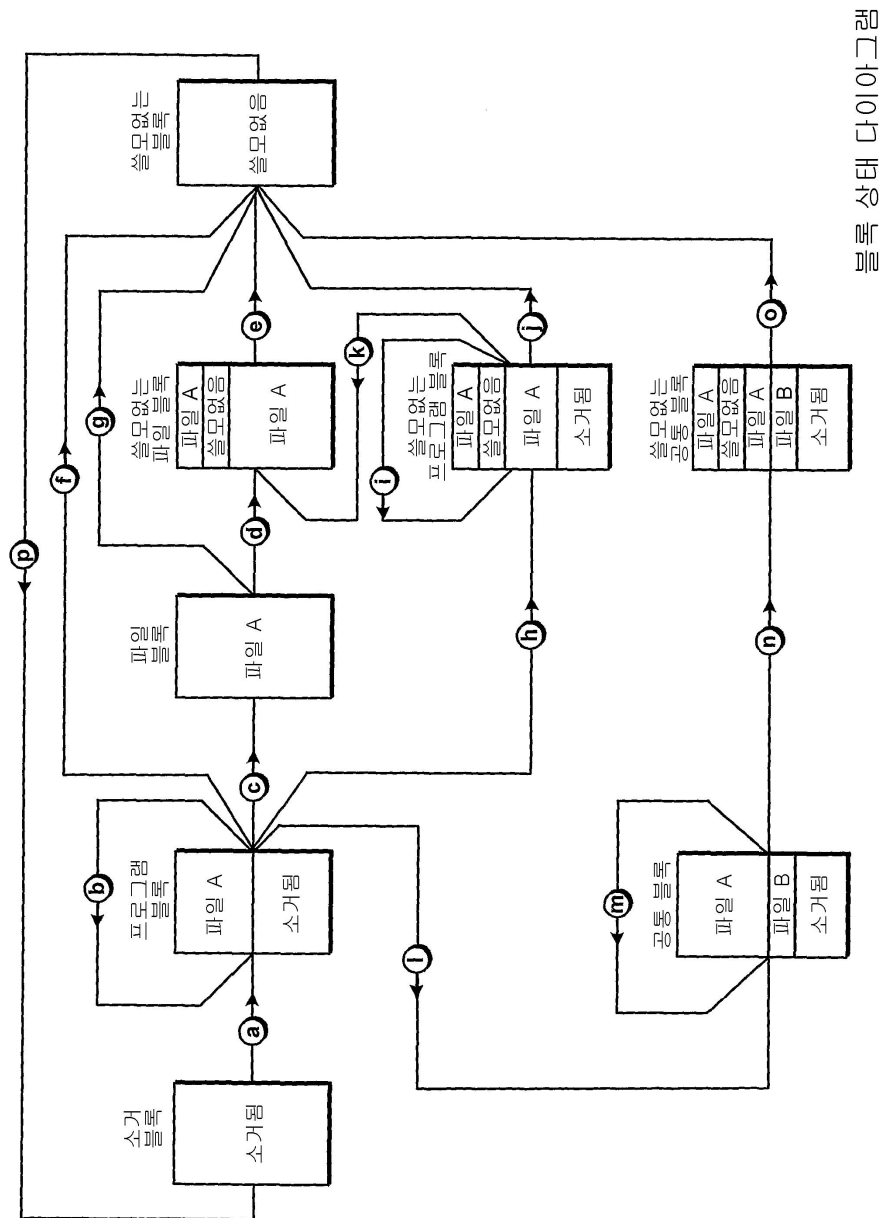 p
f
b
g
소거
블록
소거됨
a
프로그램
블록
파일 A
소거됨
c
파일
블록
파일 A
d
쓸모없는
파일 블록
파일 A
쓸모없음
파일 A
e
쓸모없는
블록
쓸모없음
k
i
l
h
쓸모없는
프로그램 블록
파일 A
쓸모없음
파일 A
소거됨
j
m
공통 블록
파일 A
파일 B
소거됨
n
쓸모없는
공통 블록
파일 A
쓸모없음
파일 A
파일 B
소거됨
o
블록 상태 다이아그램